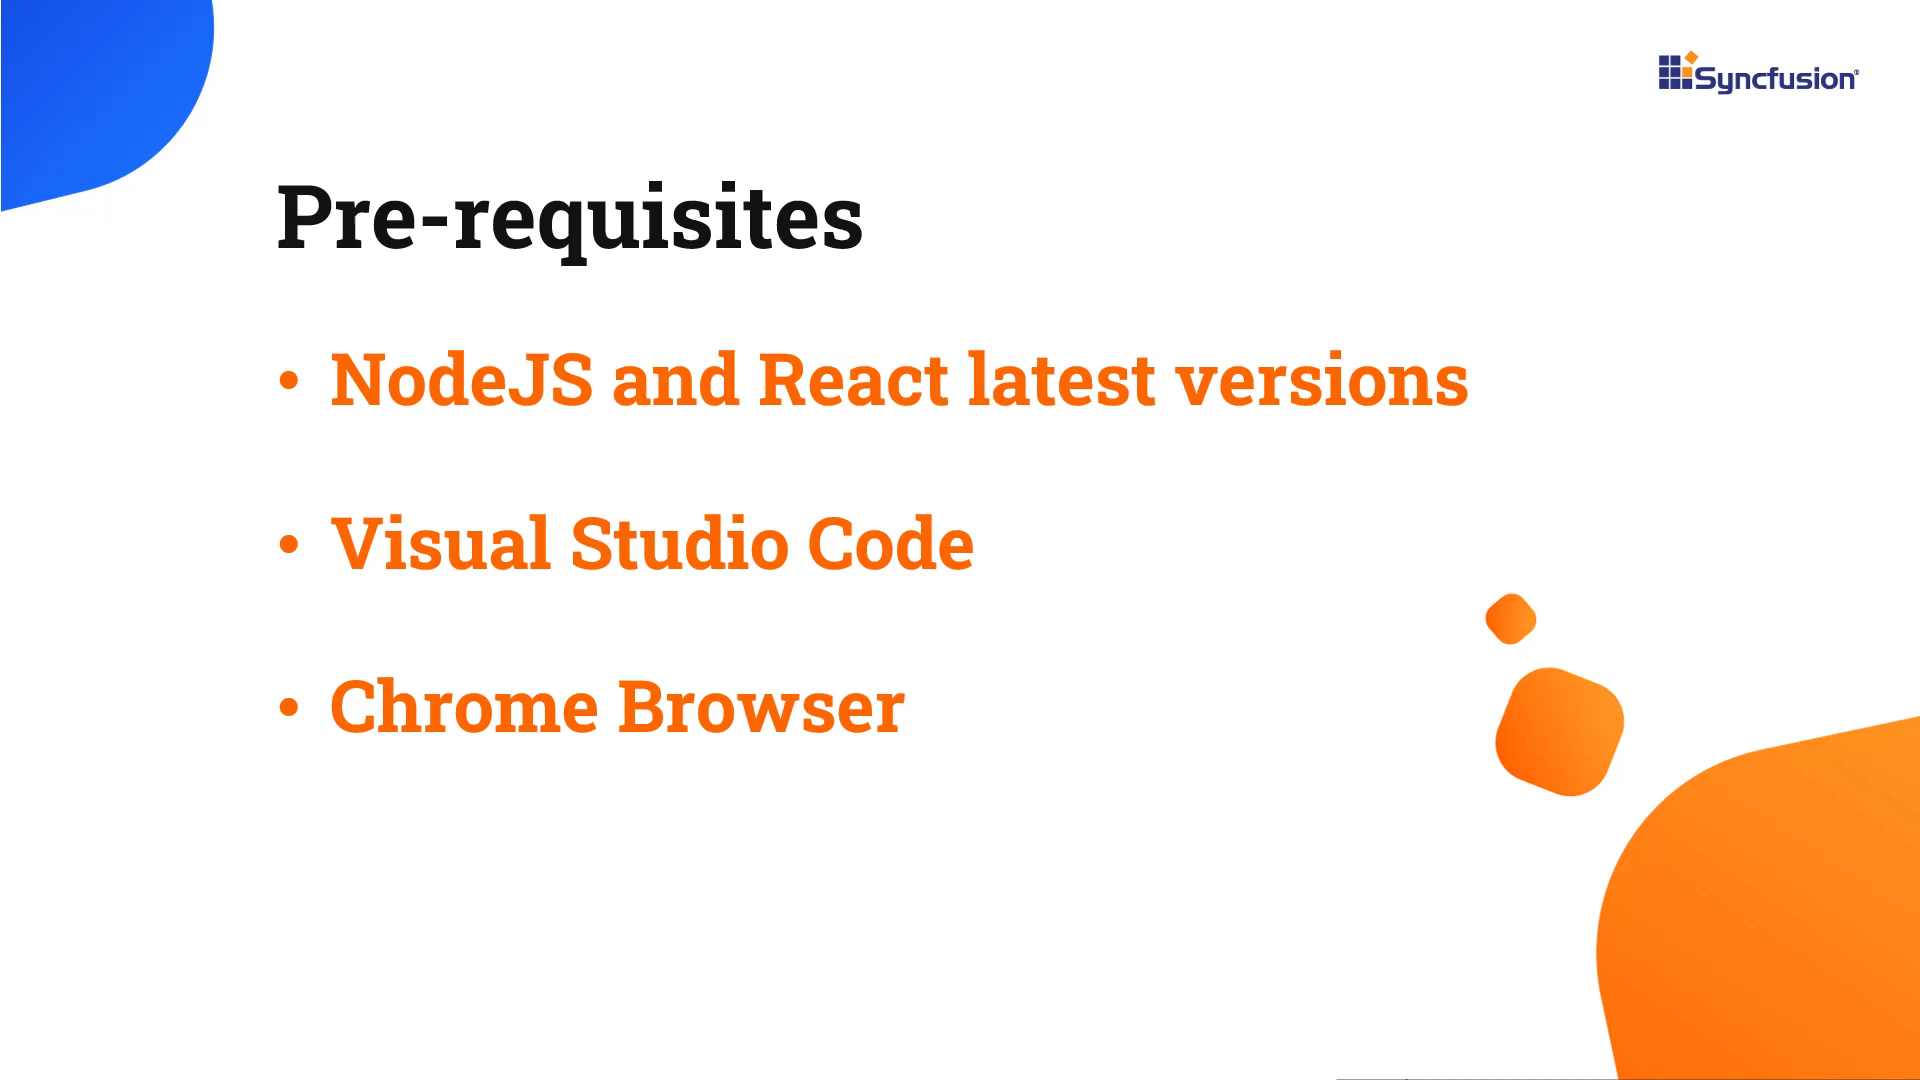 Syncfusion®
Pre-requisites
• NodeJS and React latest versions
• Visual Studio Code
• Chrome Browser